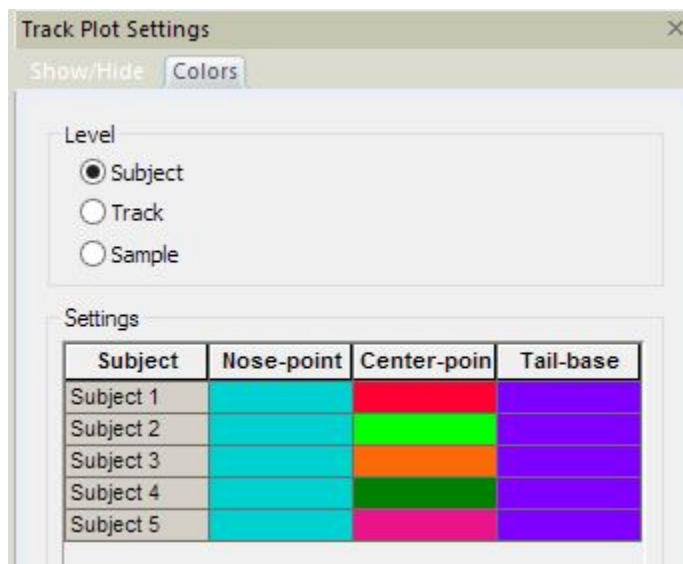 Track Plot Settings
Show/Hide Colors
Level
Subject
Track
Sample
Settings
Subject Nose-point Center-poin Tail-base
Subject 1
Subject 2
Subject 3
Subject 4
Subject 5